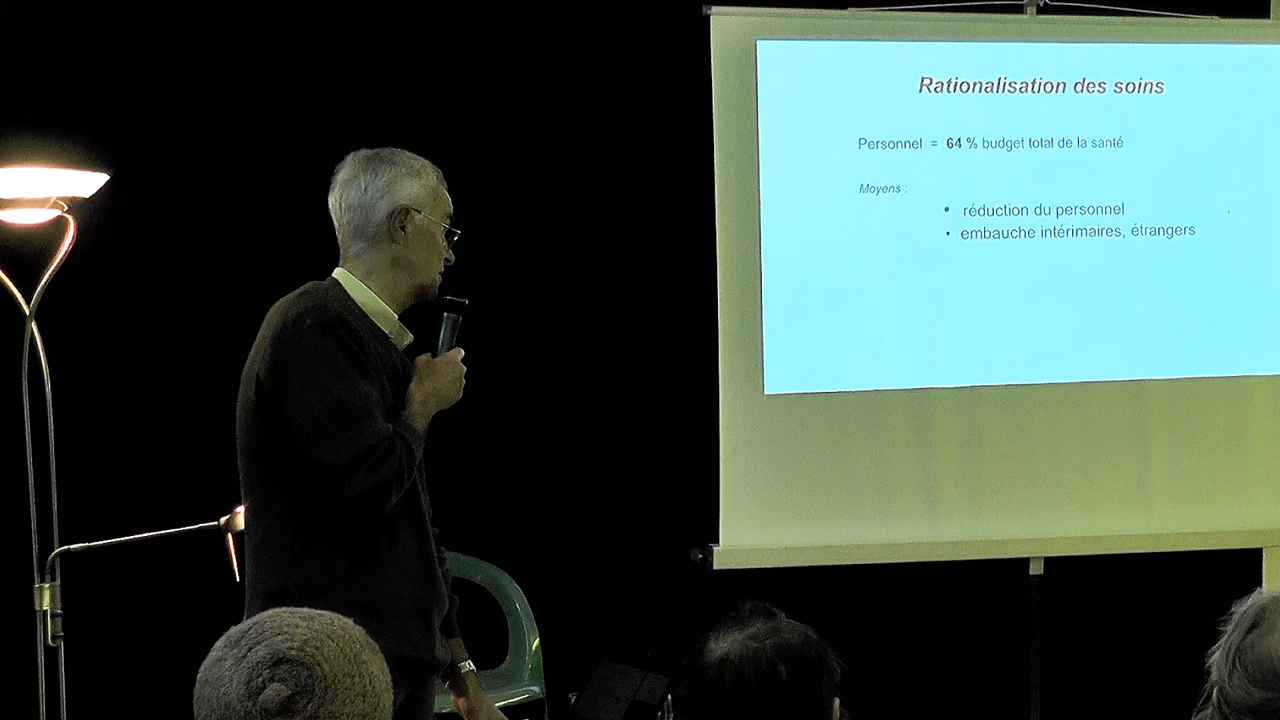 Rationalisation des soins
Personnel = 64 % budget total de la santé
Moyens :
• réduction du personnel
• embauche intérimaires, étrangers